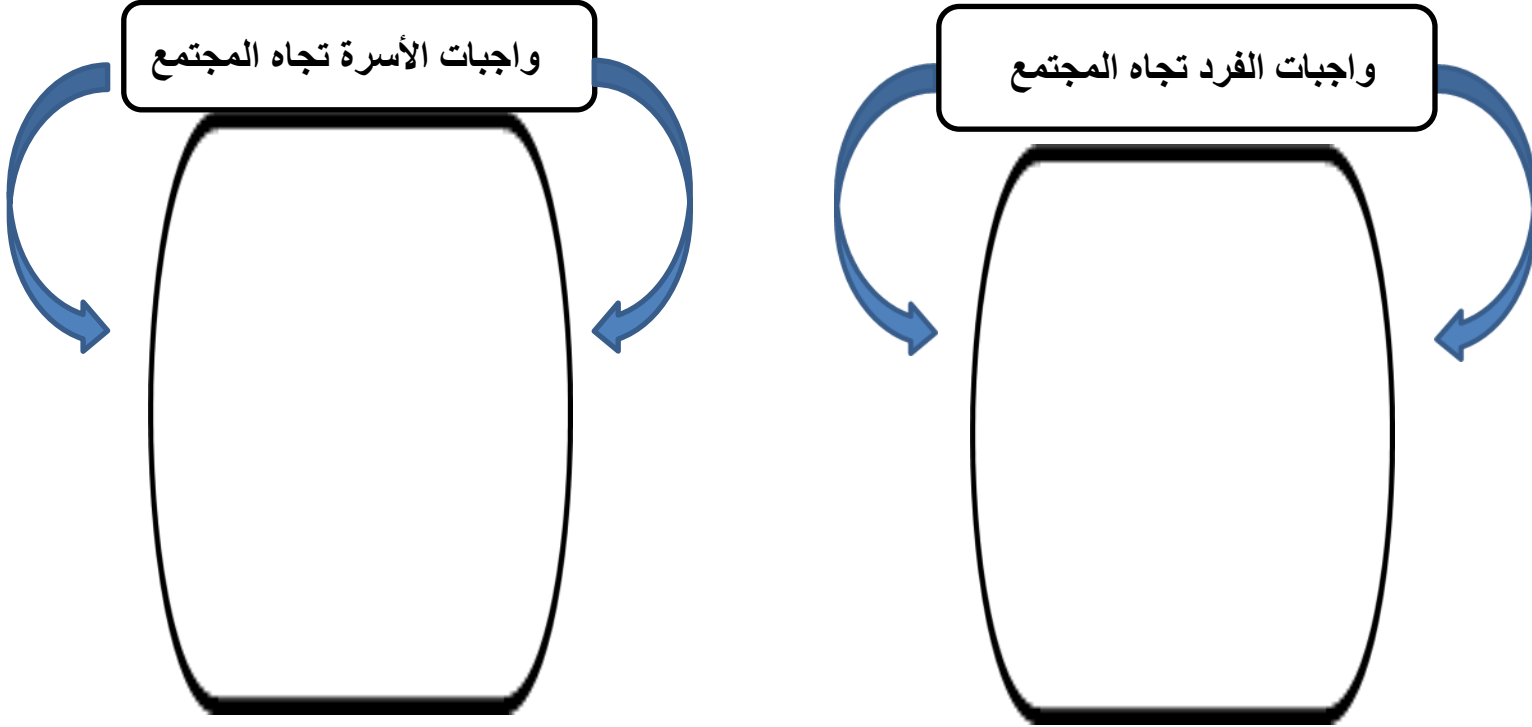 واجبات الفرد تجاه المجتمع
واجبات الأسرة تجاه المجتمع